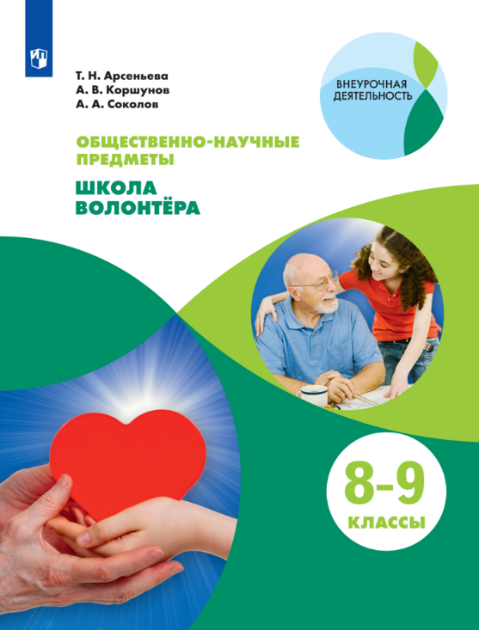 Т. Н. Арсеньева
А. В. Коршунов
А. А. Соколов
ВНЕУРОЧНАЯ
ДЕЯТЕЛЬНОСТЬ
ОБЩЕСТВЕННО-НАУЧНЫЕ
ПРЕДМЕТЫ
ШКОЛА
ВОЛОНТЁРА
8-9
КЛАССЫ